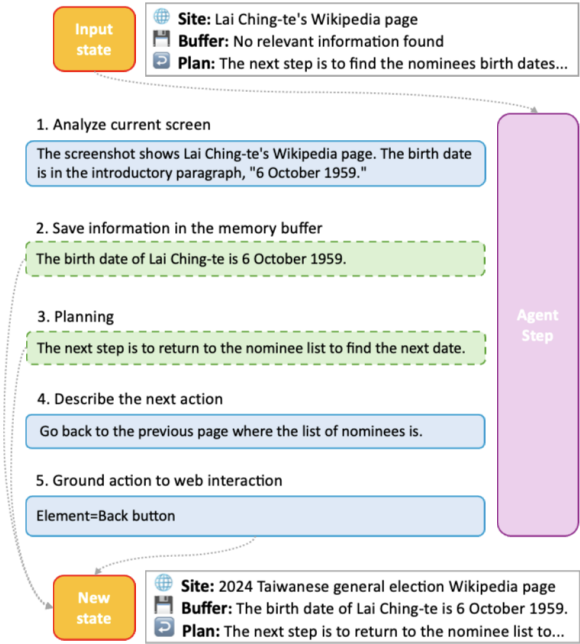 Input
state
Site: Lai Ching-te's Wikipedia page
Buffer: No relevant information found
Plan: The next step is to find the nominees birth dates...
1. Analyze current screen
The screenshot shows Lai Ching-te's Wikipedia page. The birth date
is in the introductory paragraph, "6 October 1959."
2. Save information in the memory buffer
The birth date of Lai Ching-te is 6 October 1959.
3. Planning
The next step is to return to the nominee list to find the next date.
Agent
Step
4. Describe the next action
Go back to the previous page where the list of nominees is.
5. Ground action to web interaction
Element=Back button
New
state
Site: 2024 Taiwanese general election Wikipedia page
Buffer: The birth date of Lai Ching-te is 6 October 1959.
Plan: The next step is to return to the nominee list to...